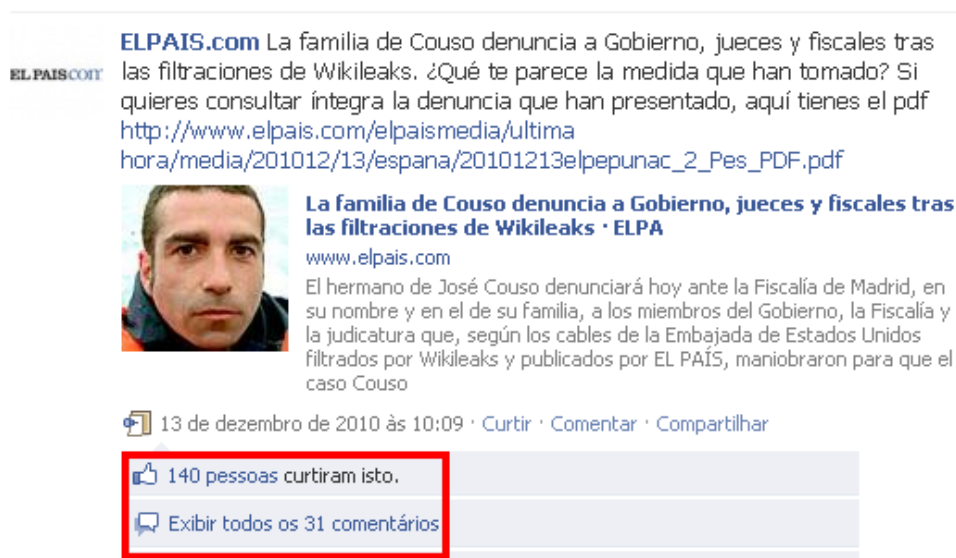 ELPAIS.com La familia de Couso denuncia a Gobierno, jueces y fiscales tras
EL PAIS.COM las filtraciones de Wikileaks. ¿Qué te parece la medida que han tomado? Si
quieres consultar íntegra la denuncia que han presentado, aquí tienes el pdf
http://www.elpais.com/elpaismedia/ultima
hora/media/201012/13/espana/20101213elpepunac_2_Pes_PDF.pdf
La familia de Couso denuncia a Gobierno, jueces y fiscales tras
las filtraciones de Wikileaks · ELPA
www.elpais.com
El hermano de José Couso denunciará hoy ante la Fiscalía de Madrid, en
su nombre y en el de su familia, a los miembros del Gobierno, la Fiscalía y
la judicatura que, según los cables de la Embajada de Estados Unidos
filtrados por Wikileaks y publicados por EL PAÍS, maniobraron para que el
caso Couso
13 de dezembro de 2010 às 10:09 · Curtir · Comentar · Compartilhar
140 pessoas curtiram isto.
Exibir todos os 31 comentários